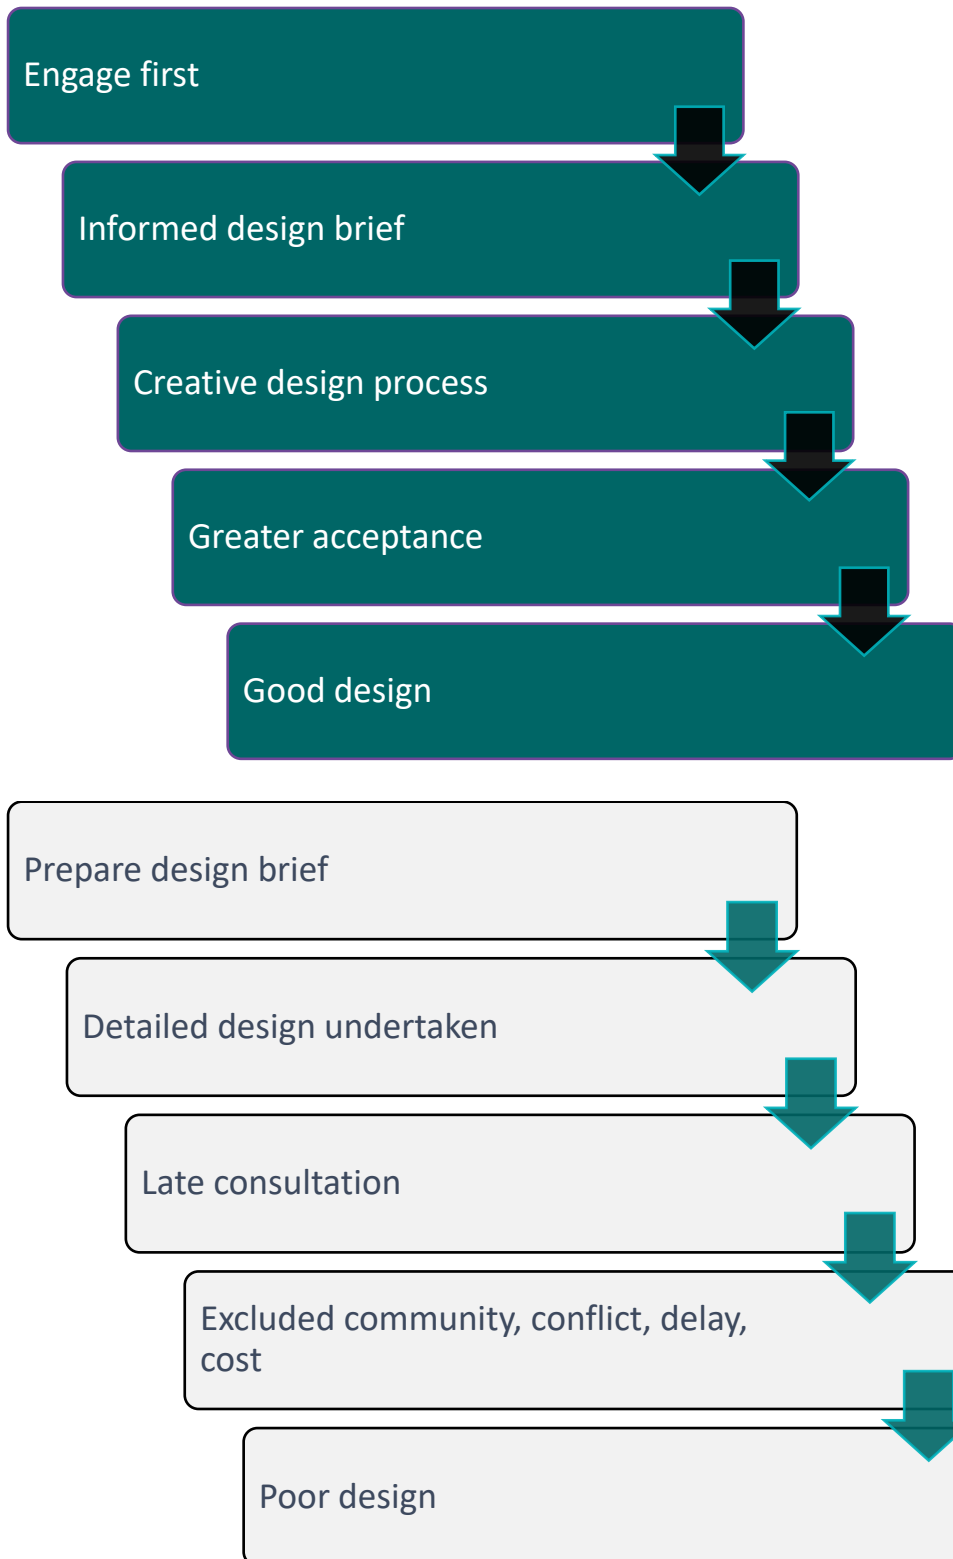 Engage first
Informed design brief
Creative design process
Greater acceptance
Good design
Prepare design brief
Detailed design undertaken
Late consultation
Excluded community, conflict, delay,
cost
Poor design